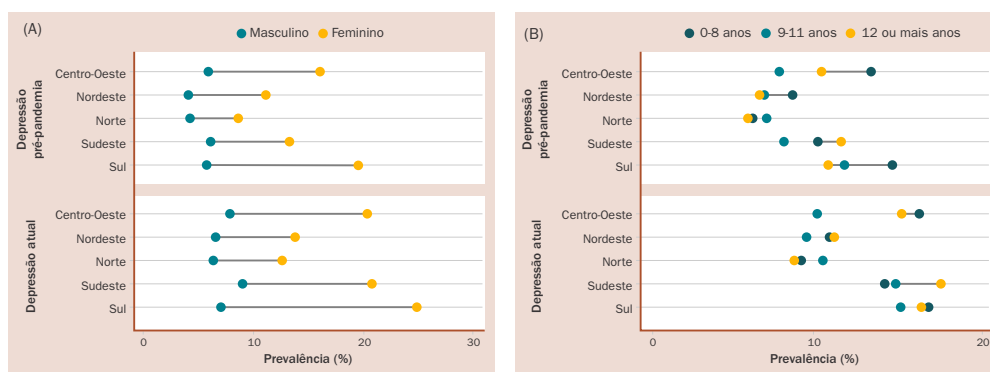 (A)
Masculino Feminino
Depressão
pré-pandemia
Centro-Oeste
Nordeste
Norte
Sudeste
Sul
Depressão atual
Centro-Oeste
Nordeste
Norte
Sudeste
Sul
0 10 20 30
Prevalência (%)
(B)
0-8 anos 9-11 anos 12 ou mais anos
Depressão
pré-pandemia
Centro-Oeste
Nordeste
Norte
Sudeste
Sul
Depressão atual
Centro-Oeste
Nordeste
Norte
Sudeste
Sul
0 10 20
Prevalência (%)